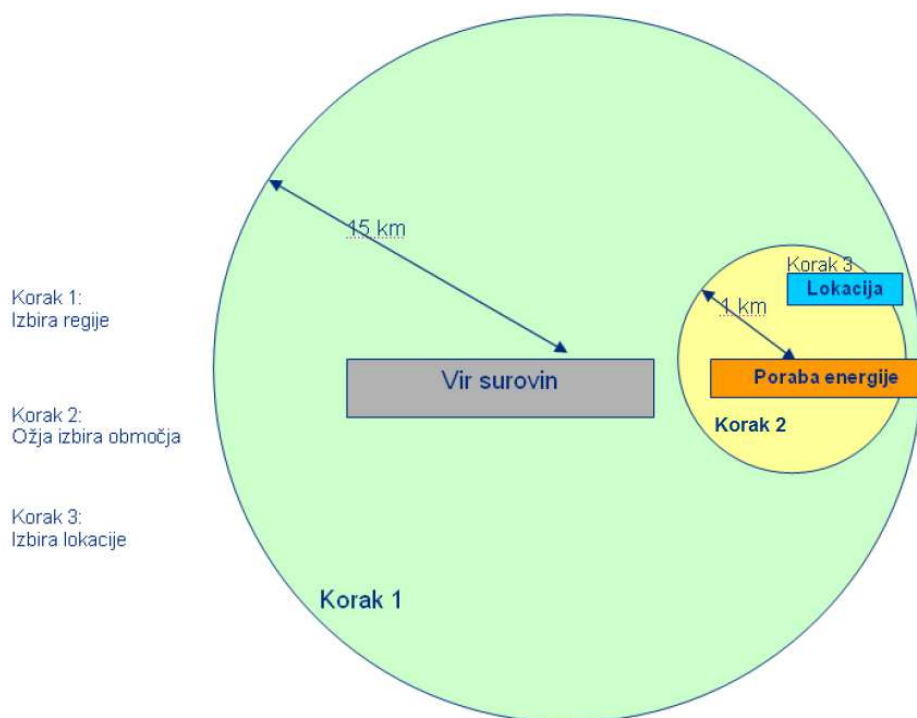 15 km
Korak 3
Lokacija
1 km
Korak 1:
Izbira regije
Vir surovin
Poraba energije
Korak 2:
Ožja izbira območja
Korak 2
Korak 3:
Izbira lokacije
Korak 1